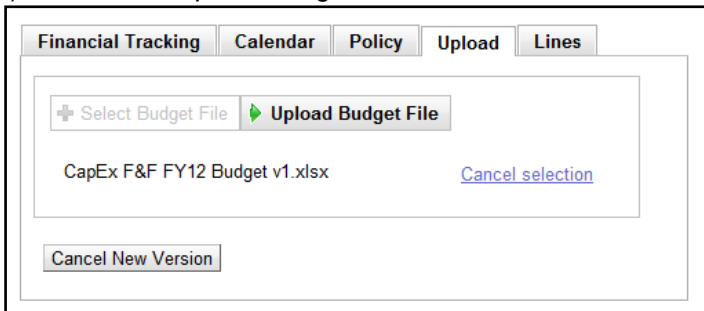 Financial Tracking Calendar Policy Upload Lines
Select Budget File Upload Budget File
CapEx F&F FY12 Budget v1.xlsx Cancel selection
Cancel New Version